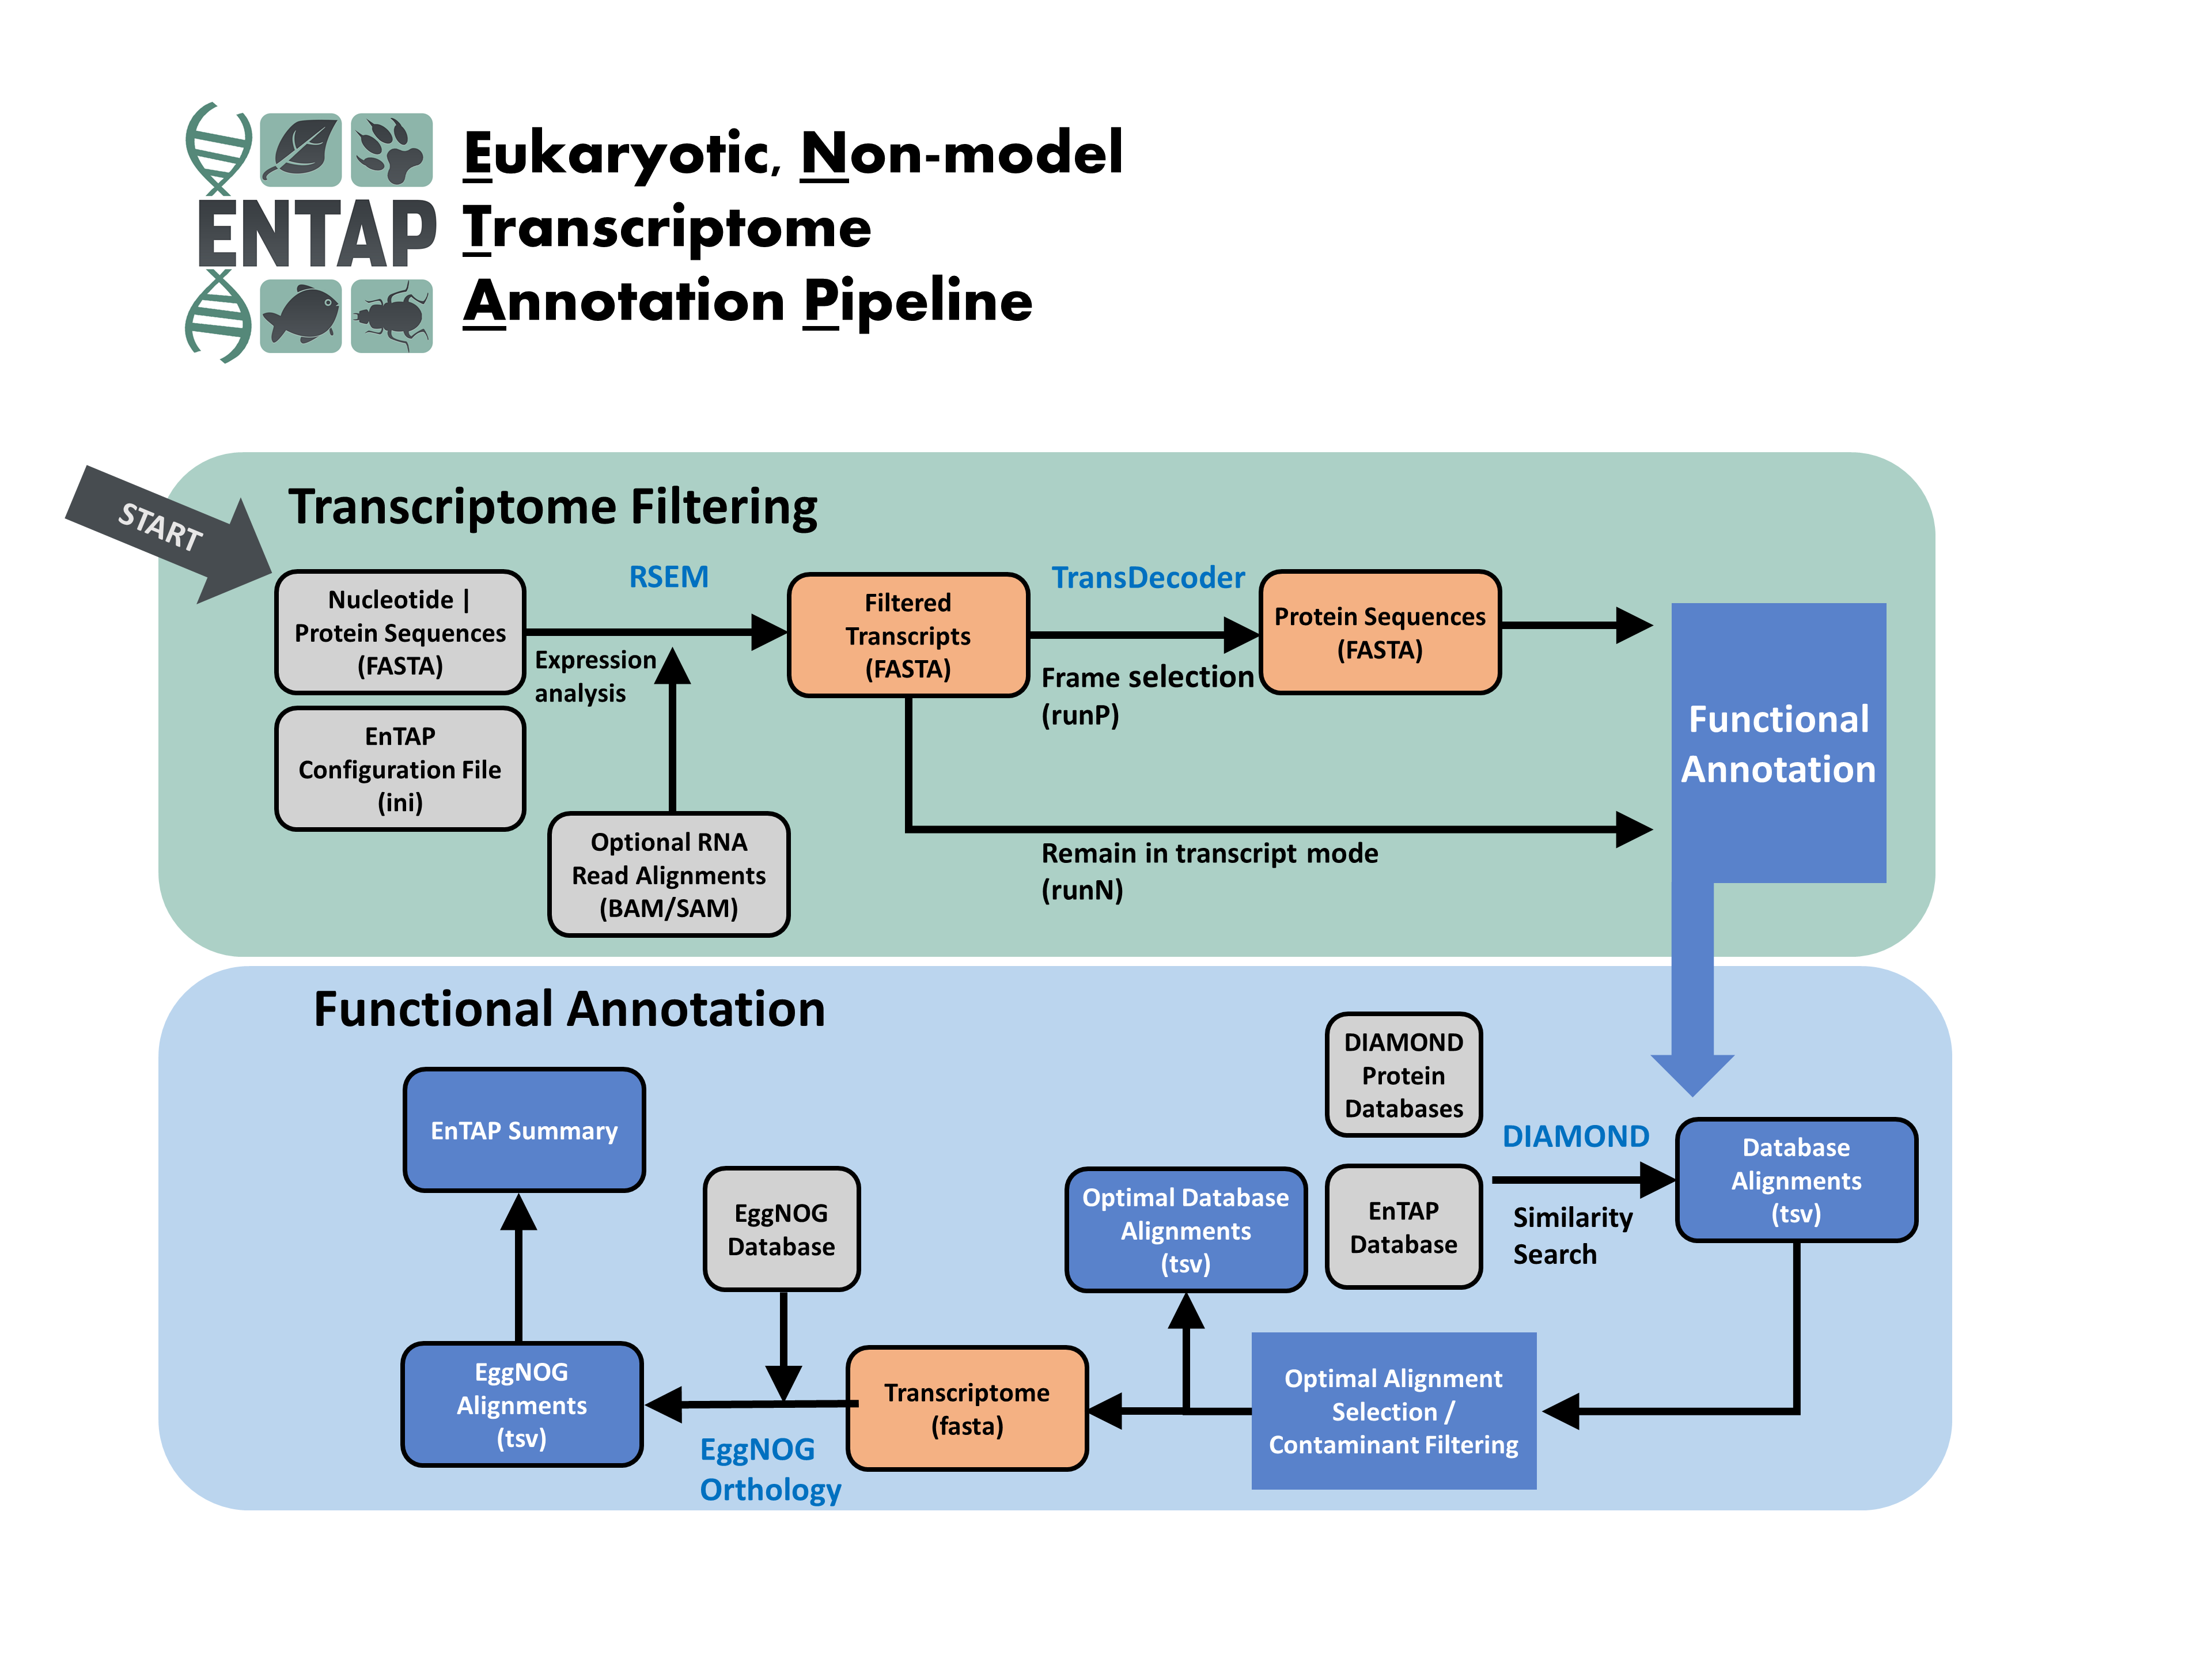 ENTAP
Eukaryotic, Non-model
Transcriptome
Annotation Pipeline
START
Transcriptome Filtering
Nucleotide |
Protein Sequences
(FASTA)
EnTAP
Configuration File
(ini)
RSEM
Expression
analysis
Optional RNA
Read Alignments
(BAM/SAM)
Filtered
Transcripts
(FASTA)
TransDecoder
Frame selection
(runP)
Protein Sequences
(FASTA)
Remain in transcript mode
(runN)
Functional
Annotation
Functional Annotation
DIAMOND
Protein
Databases
EnTAP
Database
DIAMOND
Similarity
Search
Database
Alignments
(tsv)
Optimal Alignment
Selection /
Contaminant Filtering
Optimal Database
Alignments
(tsv)
Transcriptome
(fasta)
EggNOG
Database
EggNOG
Orthology
EggNOG
Alignments
(tsv)
EnTAP Summary